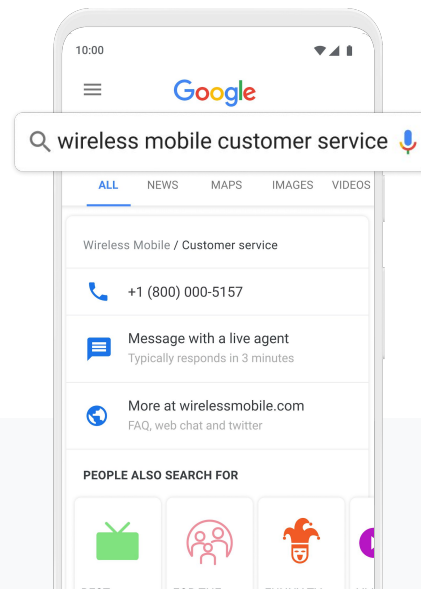 10:00
Google
wireless mobile customer service
ALL NEWS MAPS IMAGES VIDEOS
Wireless Mobile / Customer service
+1 (800) 000-5157
Message with a live agent
Typically responds in 3 minutes
More at wirelessmobile.com
FAQ, web chat and twitter
PEOPLE ALSO SEARCH FOR